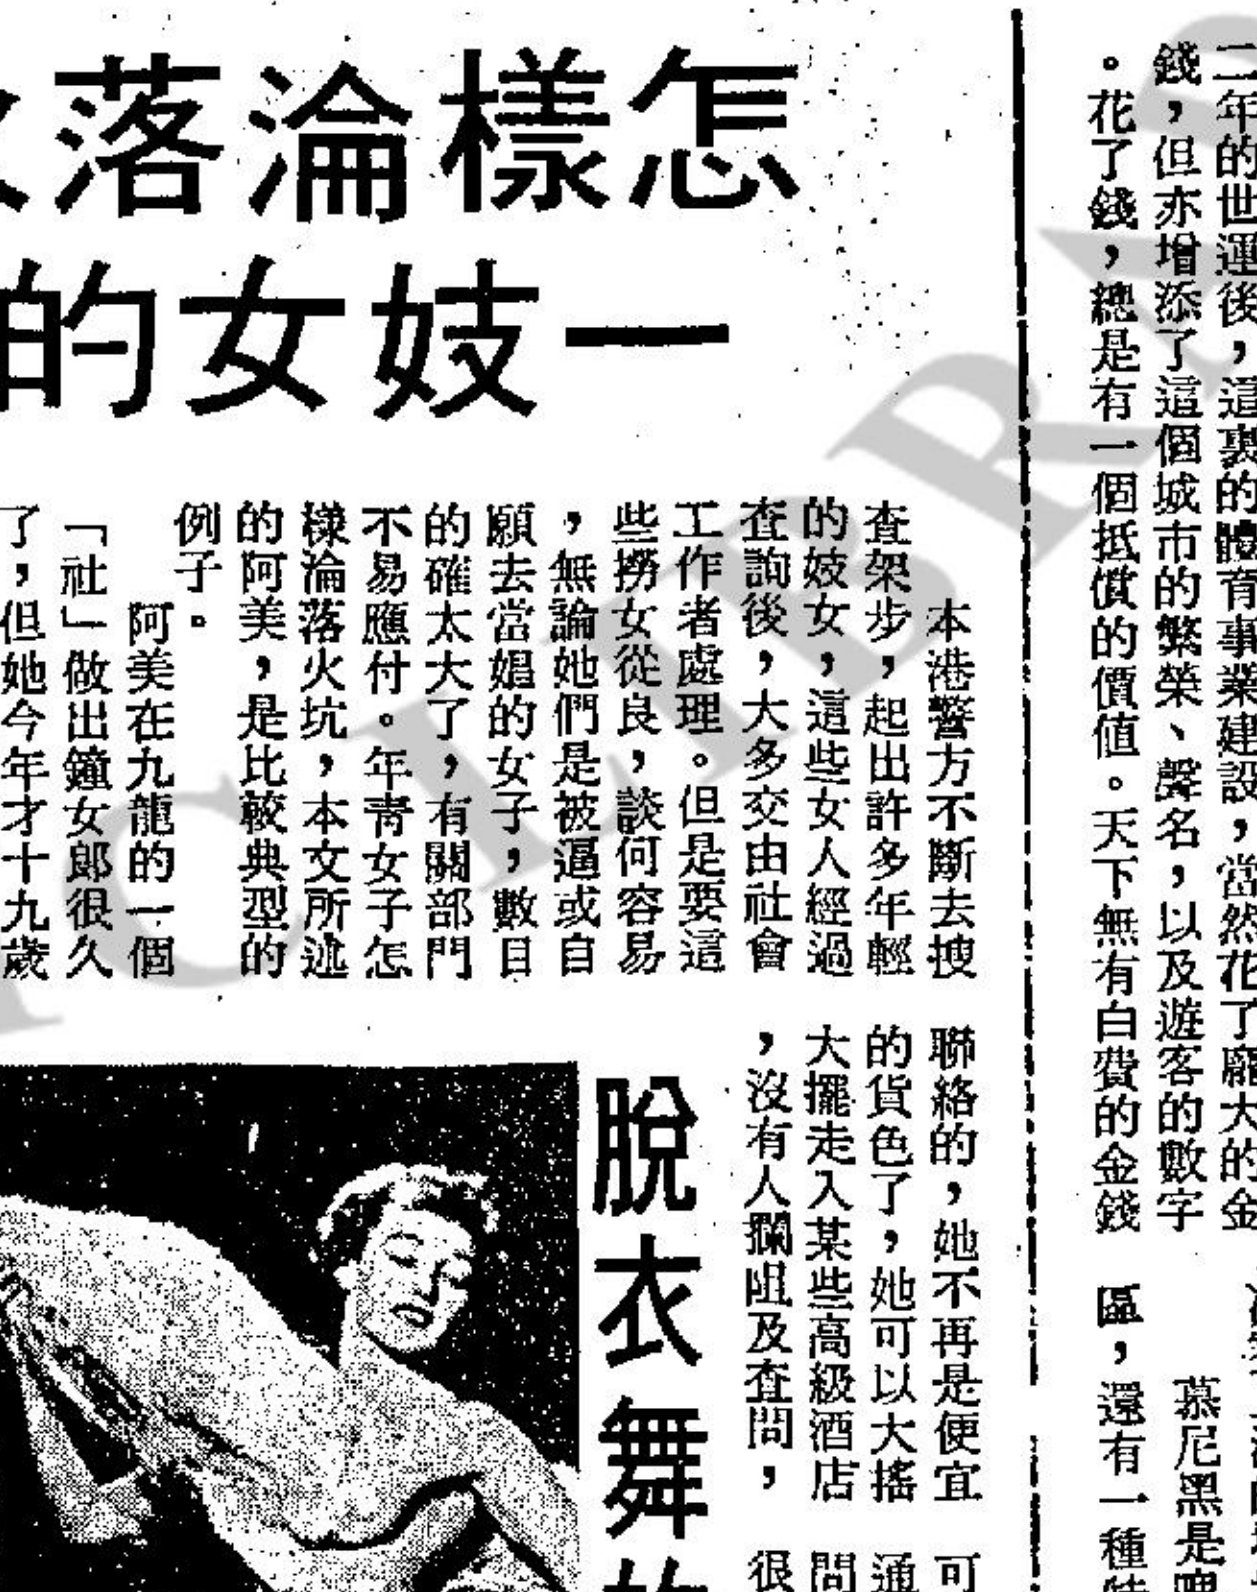 二年的世運後，這裏的體育事業建設，當然花了龐大的金
錢，但亦增添了這個城市的繁榮、聲名，以及遊客的數字
。花了錢，總是有一個抵償的價值。天下無有白費的金錢
慕尼黑是啤
區，還有一種
怎樣淪落
一妓女的
本港警方不斷去搜
查架步，起出許多年輕
的妓女，這些女人經過
查詢後，大多交由社會
工作者處理。但是要這
些撈女從良，談何容易
，無論她們是被逼或自
願去當娼的女子，數目
的確太大了，有關部門
不易應付。年青女子怎
樣淪落火坑，本文所述
的阿美，是比較典型的
例子。
阿美在九龍的一個
「社」做出鐘女郎很久
了，但她今年才十九歲
聯絡的，她不再是便宜
的貨色了，她可以大搖
大擺走入某些高級酒店
，沒有人攔阻及查問，
可
通
問
很
脫衣舞的
PUBLIC LIBRARIES